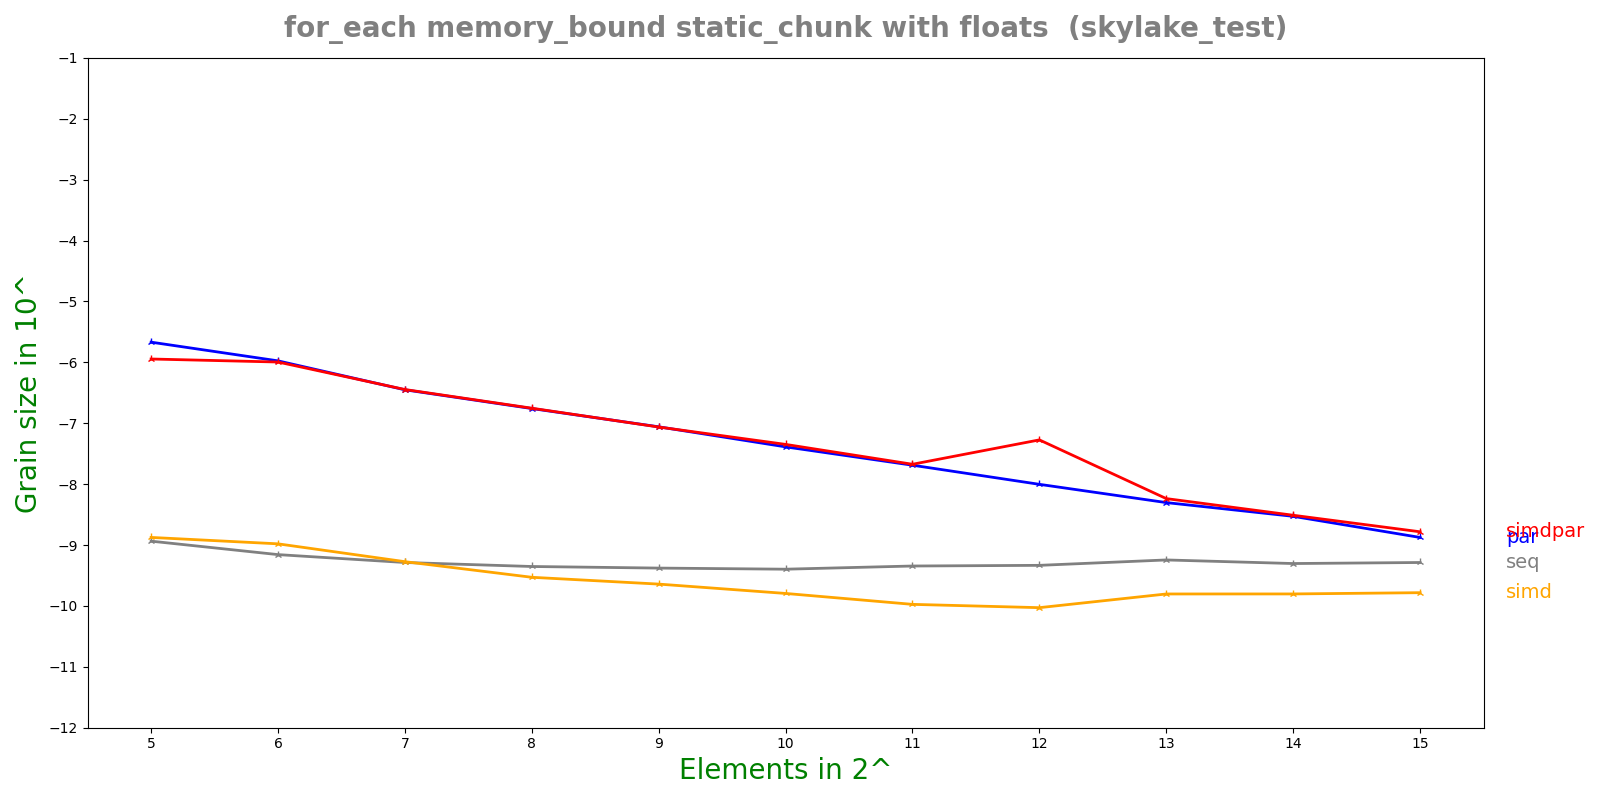 for_each memory_bound static_chunk with floats  (skylake_test)
Grain size in 10^
−1
−2
−3
−4
−5
−6
−7
−8
−9
−10
−11
−12
simdpar
par
seq
simd
5 6 7 8 9 10 11 12 13 14 15
Elements in 2^